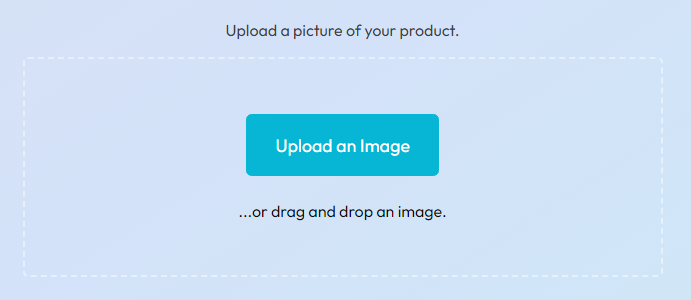 Upload a picture of your product.
Upload an Image
...or drag and drop an image.